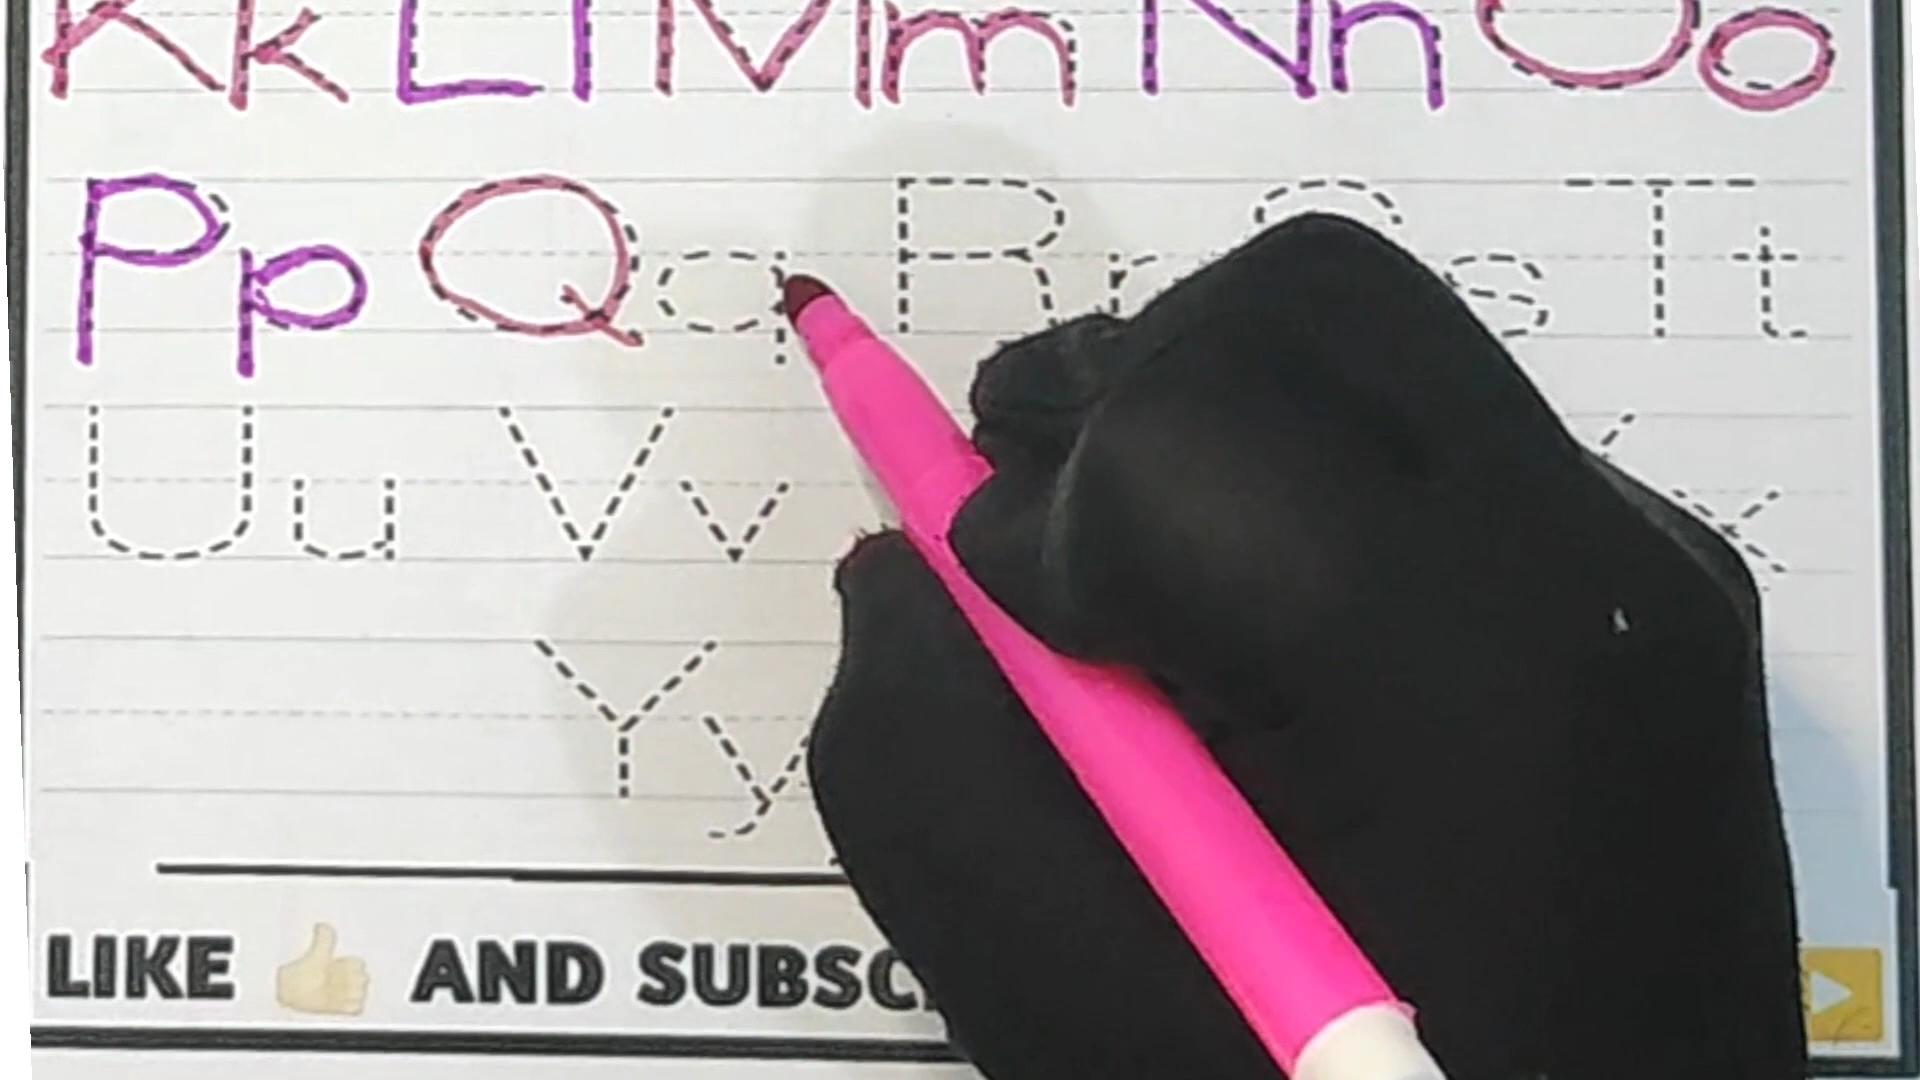 Kk Ll Mm Nn Oo
Pp Qq Rr Ss Tt
Uu Vv x
Yy
LIKE 👍 AND SUBSC